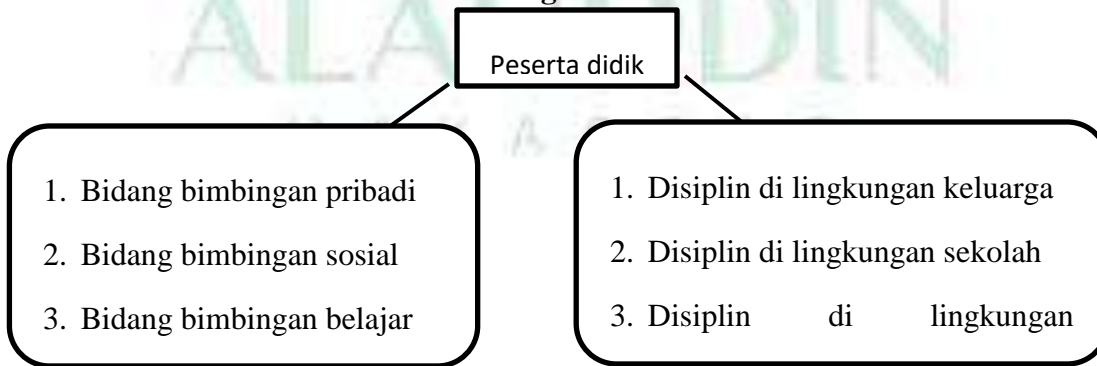 Peserta didik
1. Bidang bimbingan pribadi
2. Bidang bimbingan sosial
3. Bidang bimbingan belajar
1. Disiplin di lingkungan keluarga
2. Disiplin di lingkungan sekolah
3. Disiplin di lingkungan